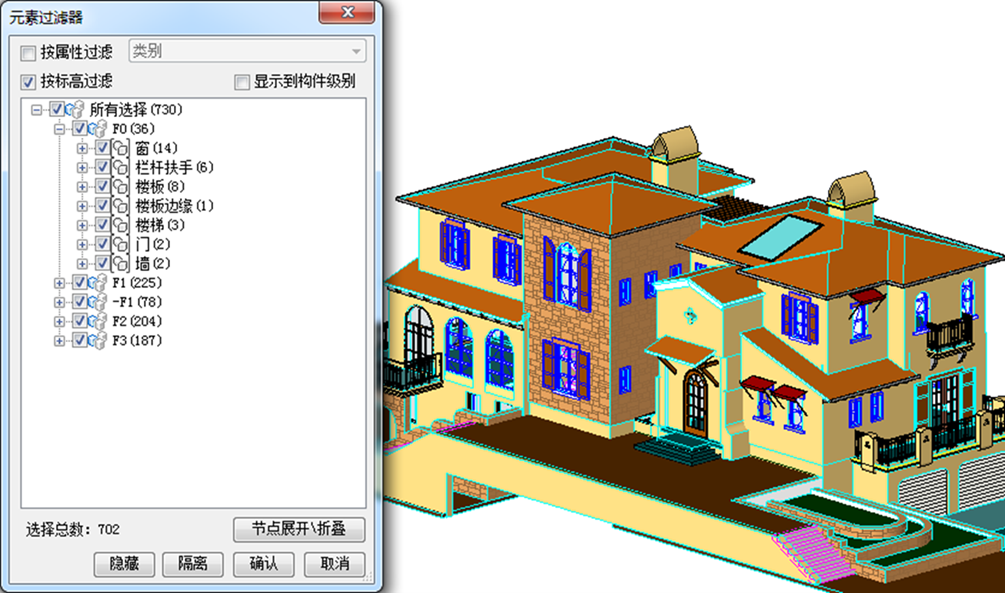 元素过滤器
按属性过滤 类别
按标高过滤 显示到构件级别
所有选择(730)
F0(36)
窗(14)
栏杆扶手(6)
楼板(8)
楼板边缘(1)
楼梯(3)
门(2)
墙(2)
F1(225)
-F1(78)
F2(204)
F3(187)
选择总数: 702 节点展开\折叠
隐藏 隔离 确认 取消